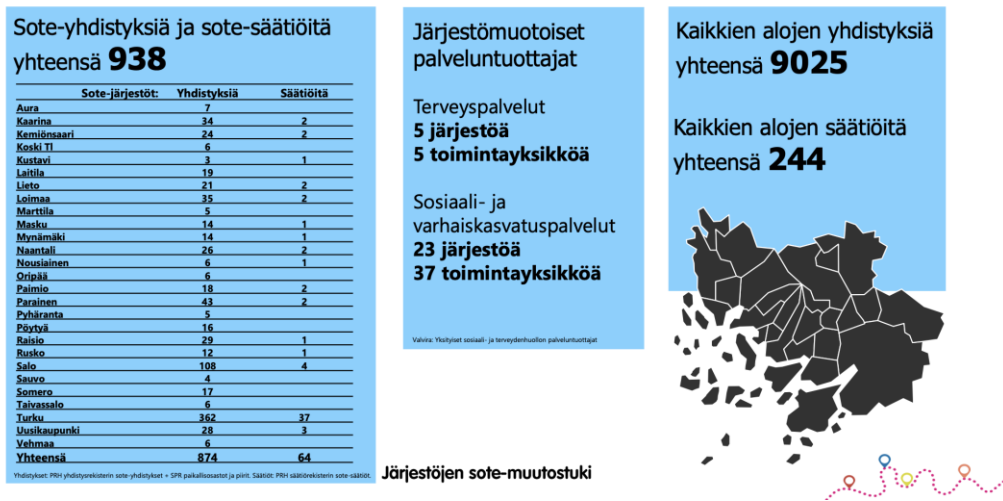 Sote-yhdistyksiä ja sote-säätiöitä
yhteensä 938
Sote-järjestöt: Yhdistyksiä Säätiöitä
Aura 7
Kaarina 34 2
Kemiönsaari 24 2
Koski Tl 6
Kustavi 3 1
Laitila 19
Lieto 21 2
Loimaa 35 2
Marttila 5
Masku 14 1
Mynämäki 14 1
Naantali 26 2
Nousiainen 6 1
Oripää 6
Paimio 18 2
Parainen 43 2
Pyhäranta 5
Pöytyä 16
Raisio 29 1
Rusko 12 1
Salo 108 4
Sauvo 4
Somero 17
Taivassalo 6
Turku 362 37
Uusikaupunki 28 3
Vehmaa 6
Yhteensä 874 64
Yhdistykset: PRH yhdistysrekisterin sote-yhdistykset + SPR paikallisosastot ja piirit. Säätiöt: PRH säätiörekisterin sote-säätiöt.
Järjestömuotoiset
palveluntuottajat
Terveyspalvelut
5 järjestöä
5 toimintayksikköä
Sosiaali- ja
varhaiskasvatuspalvelut
23 järjestöä
37 toimintayksikköä
Valvira: Yksityiset sosiaali- ja terveydenhuollon palveluntuottajat
Kaikkien alojen yhdistyksiä
yhteensä 9025
Kaikkien alojen säätiöitä
yhteensä 244
Järjestöjen sote-muutostuki